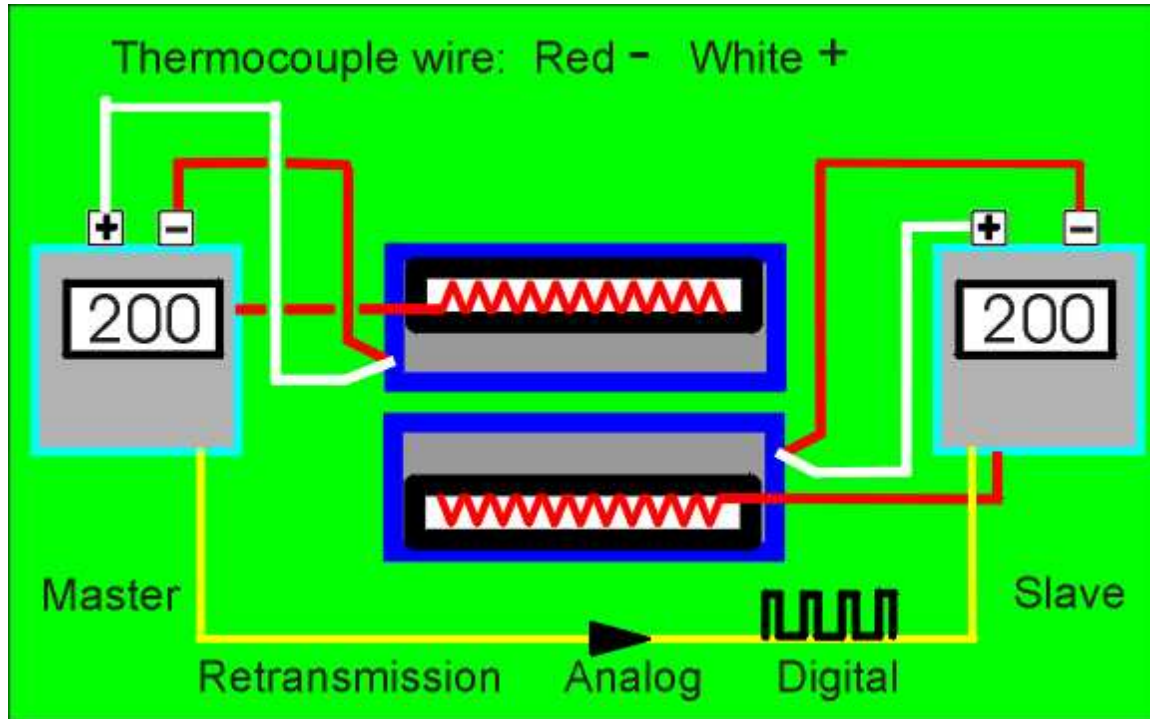 Thermocouple wire: Red - White +
+ -
+ -
200
200
Master
Slave
Retransmission Analog Digital